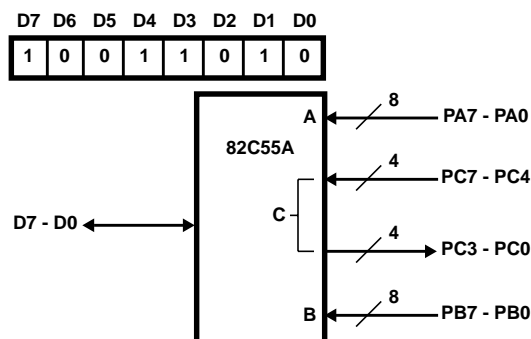 D7 D6 D5 D4 D3 D2 D1 D0
1 0 0 1 1 0 1 0
A 8 PA7 - PA0
82C55A
4 PC7 - PC4
C
D7 - D0
4 PC3 - PC0
B 8 PB7 - PB0